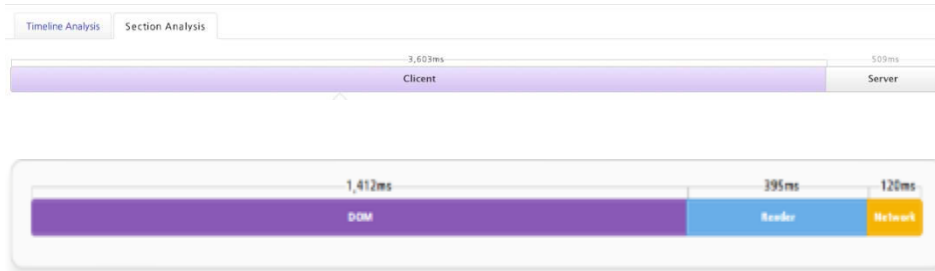 Timeline Analysis Section Analysis
3,603ms 509ms
Clicent Server
1,412ms 395ms 120ms
DOM Render Network